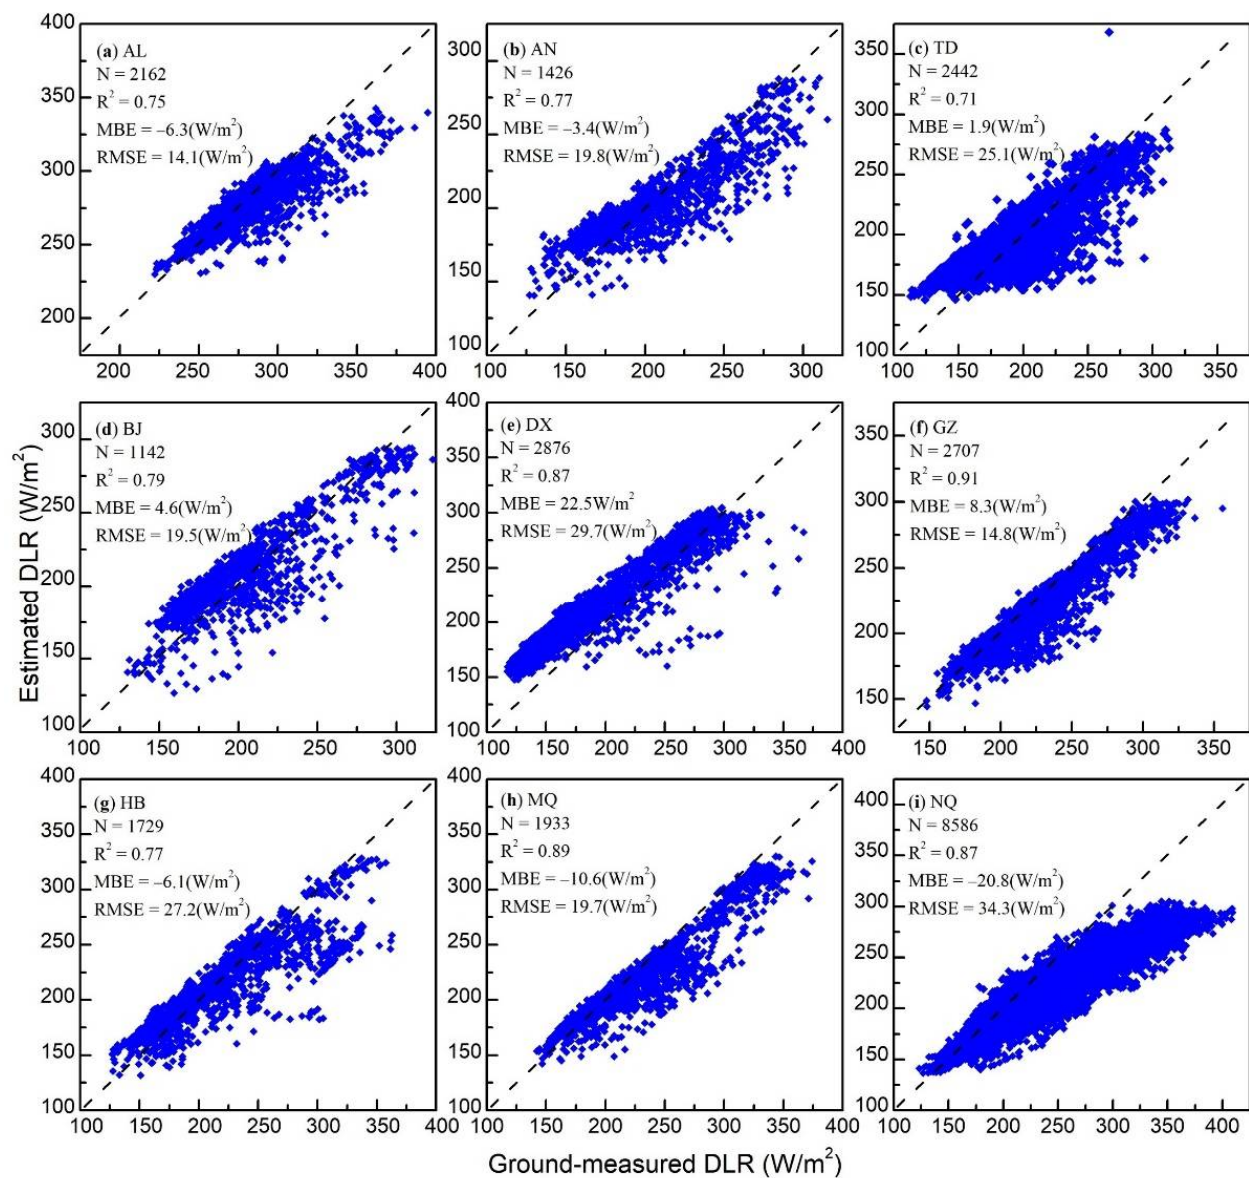 (a) AL
N = 2162
R² = 0.75
MBE = –6.3(W/m²)
RMSE = 14.1(W/m²)
400
350
300
250
200
200 250 300 350 400
(b) AN
N = 1426
R² = 0.77
MBE = –3.4(W/m²)
RMSE = 19.8(W/m²)
300
250
200
150
100
100 150 200 250 300
(c) TD
N = 2442
R² = 0.71
MBE = 1.9(W/m²)
RMSE = 25.1(W/m²)
350
300
250
200
150
100
100 150 200 250 300 350
Estimated DLR (W/m²)
(d) BJ
N = 1142
R² = 0.79
MBE = 4.6(W/m²)
RMSE = 19.5(W/m²)
300
250
200
150
100
100 150 200 250 300
(e) DX
N = 2876
R² = 0.87
MBE = 22.5W/m²
RMSE = 29.7(W/m²)
400
350
300
250
200
150
100
100 150 200 250 300 350 400
(f) GZ
N = 2707
R² = 0.91
MBE = 8.3(W/m²)
RMSE = 14.8(W/m²)
350
300
250
200
150
150 200 250 300 350
(g) HB
N = 1729
R² = 0.77
MBE = –6.1(W/m²)
RMSE = 27.2(W/m²)
400
350
300
250
200
150
100
100 150 200 250 300 350 400
(h) MQ
N = 1933
R² = 0.89
MBE = –10.6(W/m²)
RMSE = 19.7(W/m²)
400
350
300
250
200
150
100
100 150 200 250 300 350 400
(i) NQ
N = 8586
R² = 0.87
MBE = –20.8(W/m²)
RMSE = 34.3(W/m²)
400
350
300
250
200
150
100
100 150 200 250 300 350 400
Ground-measured DLR (W/m²)